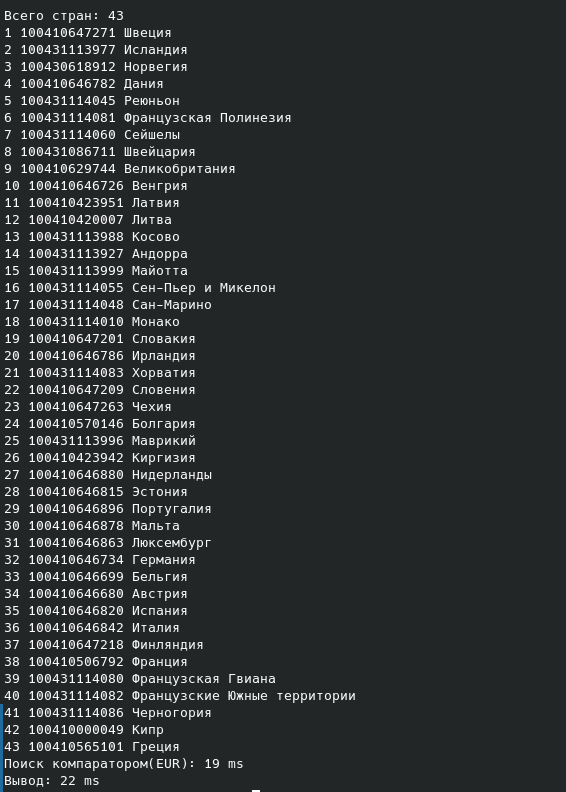 Всего стран: 43
1 100410647271 Швеция
2 100431113977 Исландия
3 100430618912 Норвегия
4 100410646782 Дания
5 100431114045 Реюньон
6 100431114081 Французская Полинезия
7 100431114060 Сейшелы
8 100431086711 Швейцария
9 100410629744 Великобритания
10 100410646726 Венгрия
11 100410423951 Латвия
12 100410420007 Литва
13 100431113988 Косово
14 100431113927 Андорра
15 100431113999 Майотта
16 100431114055 Сен-Пьер и Микелон
17 100431114048 Сан-Марино
18 100431114010 Монако
19 100410647201 Словакия
20 100410646786 Ирландия
21 100431114083 Хорватия
22 100410647209 Словения
23 100410647263 Чехия
24 100410570146 Болгария
25 100431113996 Маврикий
26 100410423942 Киргизия
27 100410646880 Нидерланды
28 100410646815 Эстония
29 100410646896 Португалия
30 100410646878 Мальта
31 100410646863 Люксембург
32 100410646734 Германия
33 100410646699 Бельгия
34 100410646680 Австрия
35 100410646820 Испания
36 100410646842 Италия
37 100410647218 Финляндия
38 100410506792 Франция
39 100431114080 Французская Гвиана
40 100431114082 Французские Южные территории
41 100431114086 Черногория
42 100410000049 Кипр
43 100410565101 Греция
Поиск компаратором(EUR): 19 ms
Вывод: 22 ms